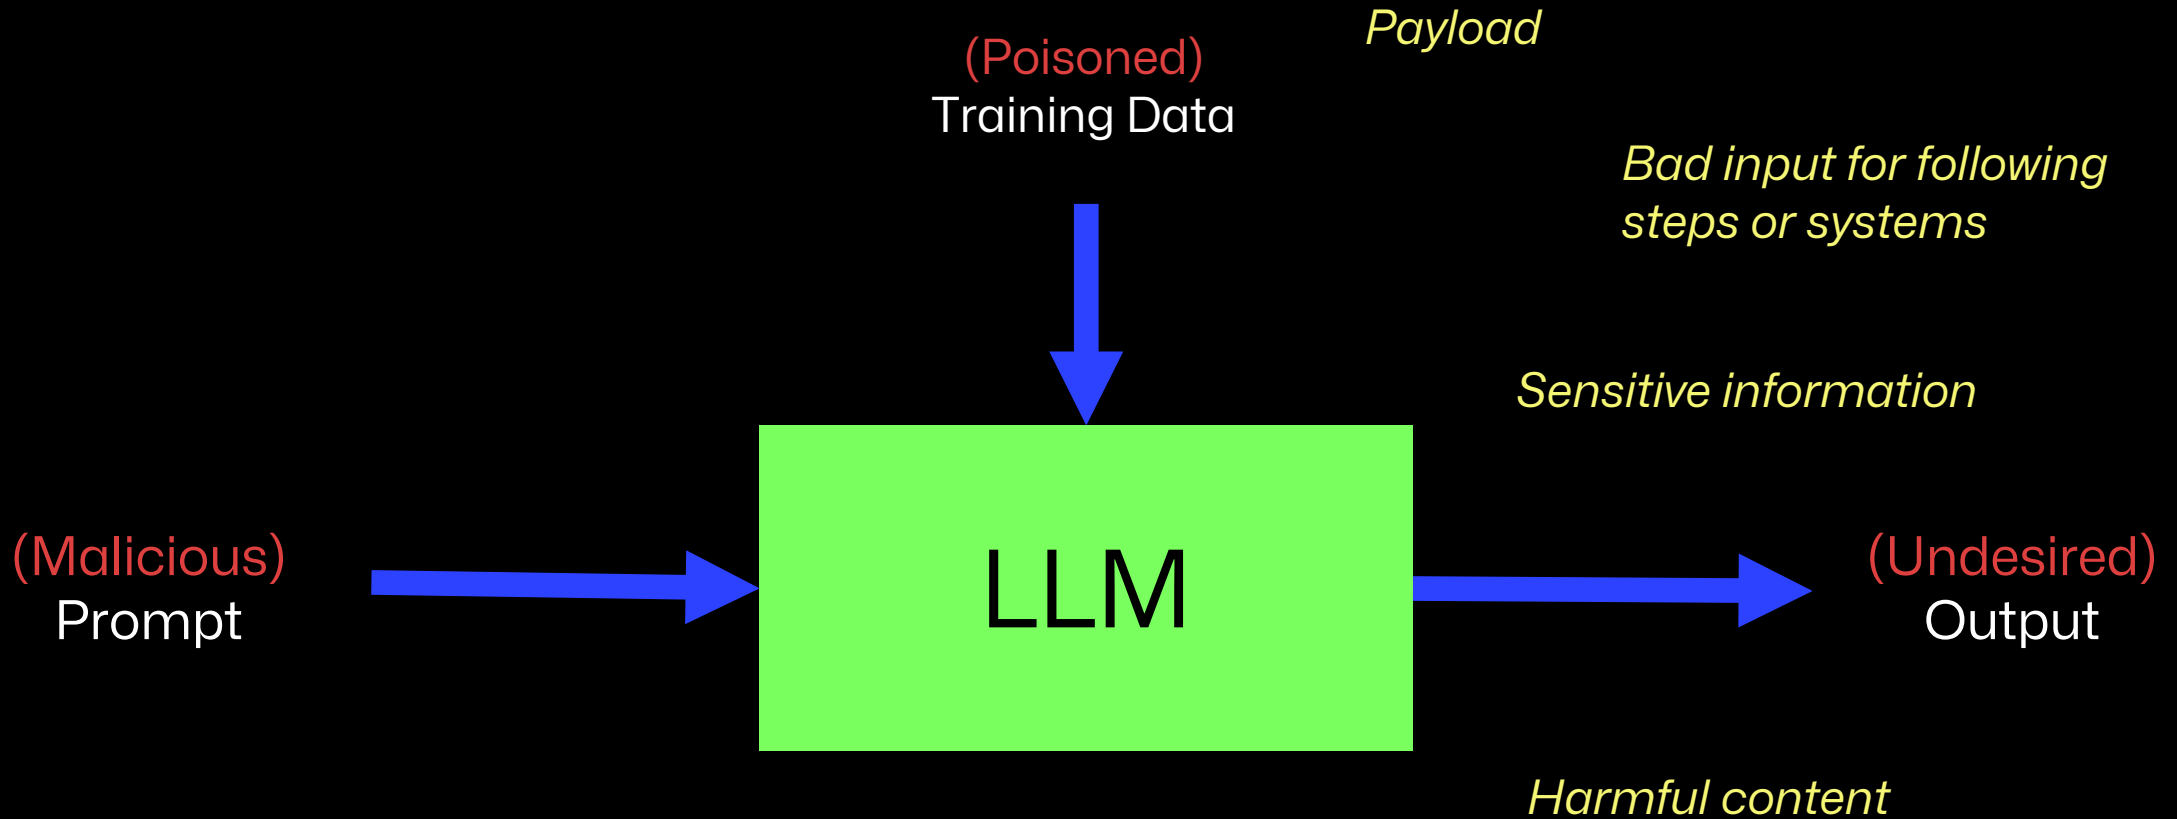 Payload
(Poisoned)
Training Data
Bad input for following
steps or systems
Sensitive information
(Malicious)
Prompt
LLM
(Undesired)
Output
Harmful content